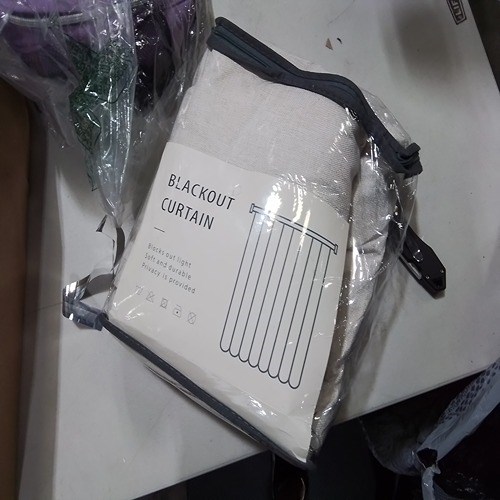 BLACKOUT
CURTAIN
Blocks out light
Soft and durable
Privacy is provided